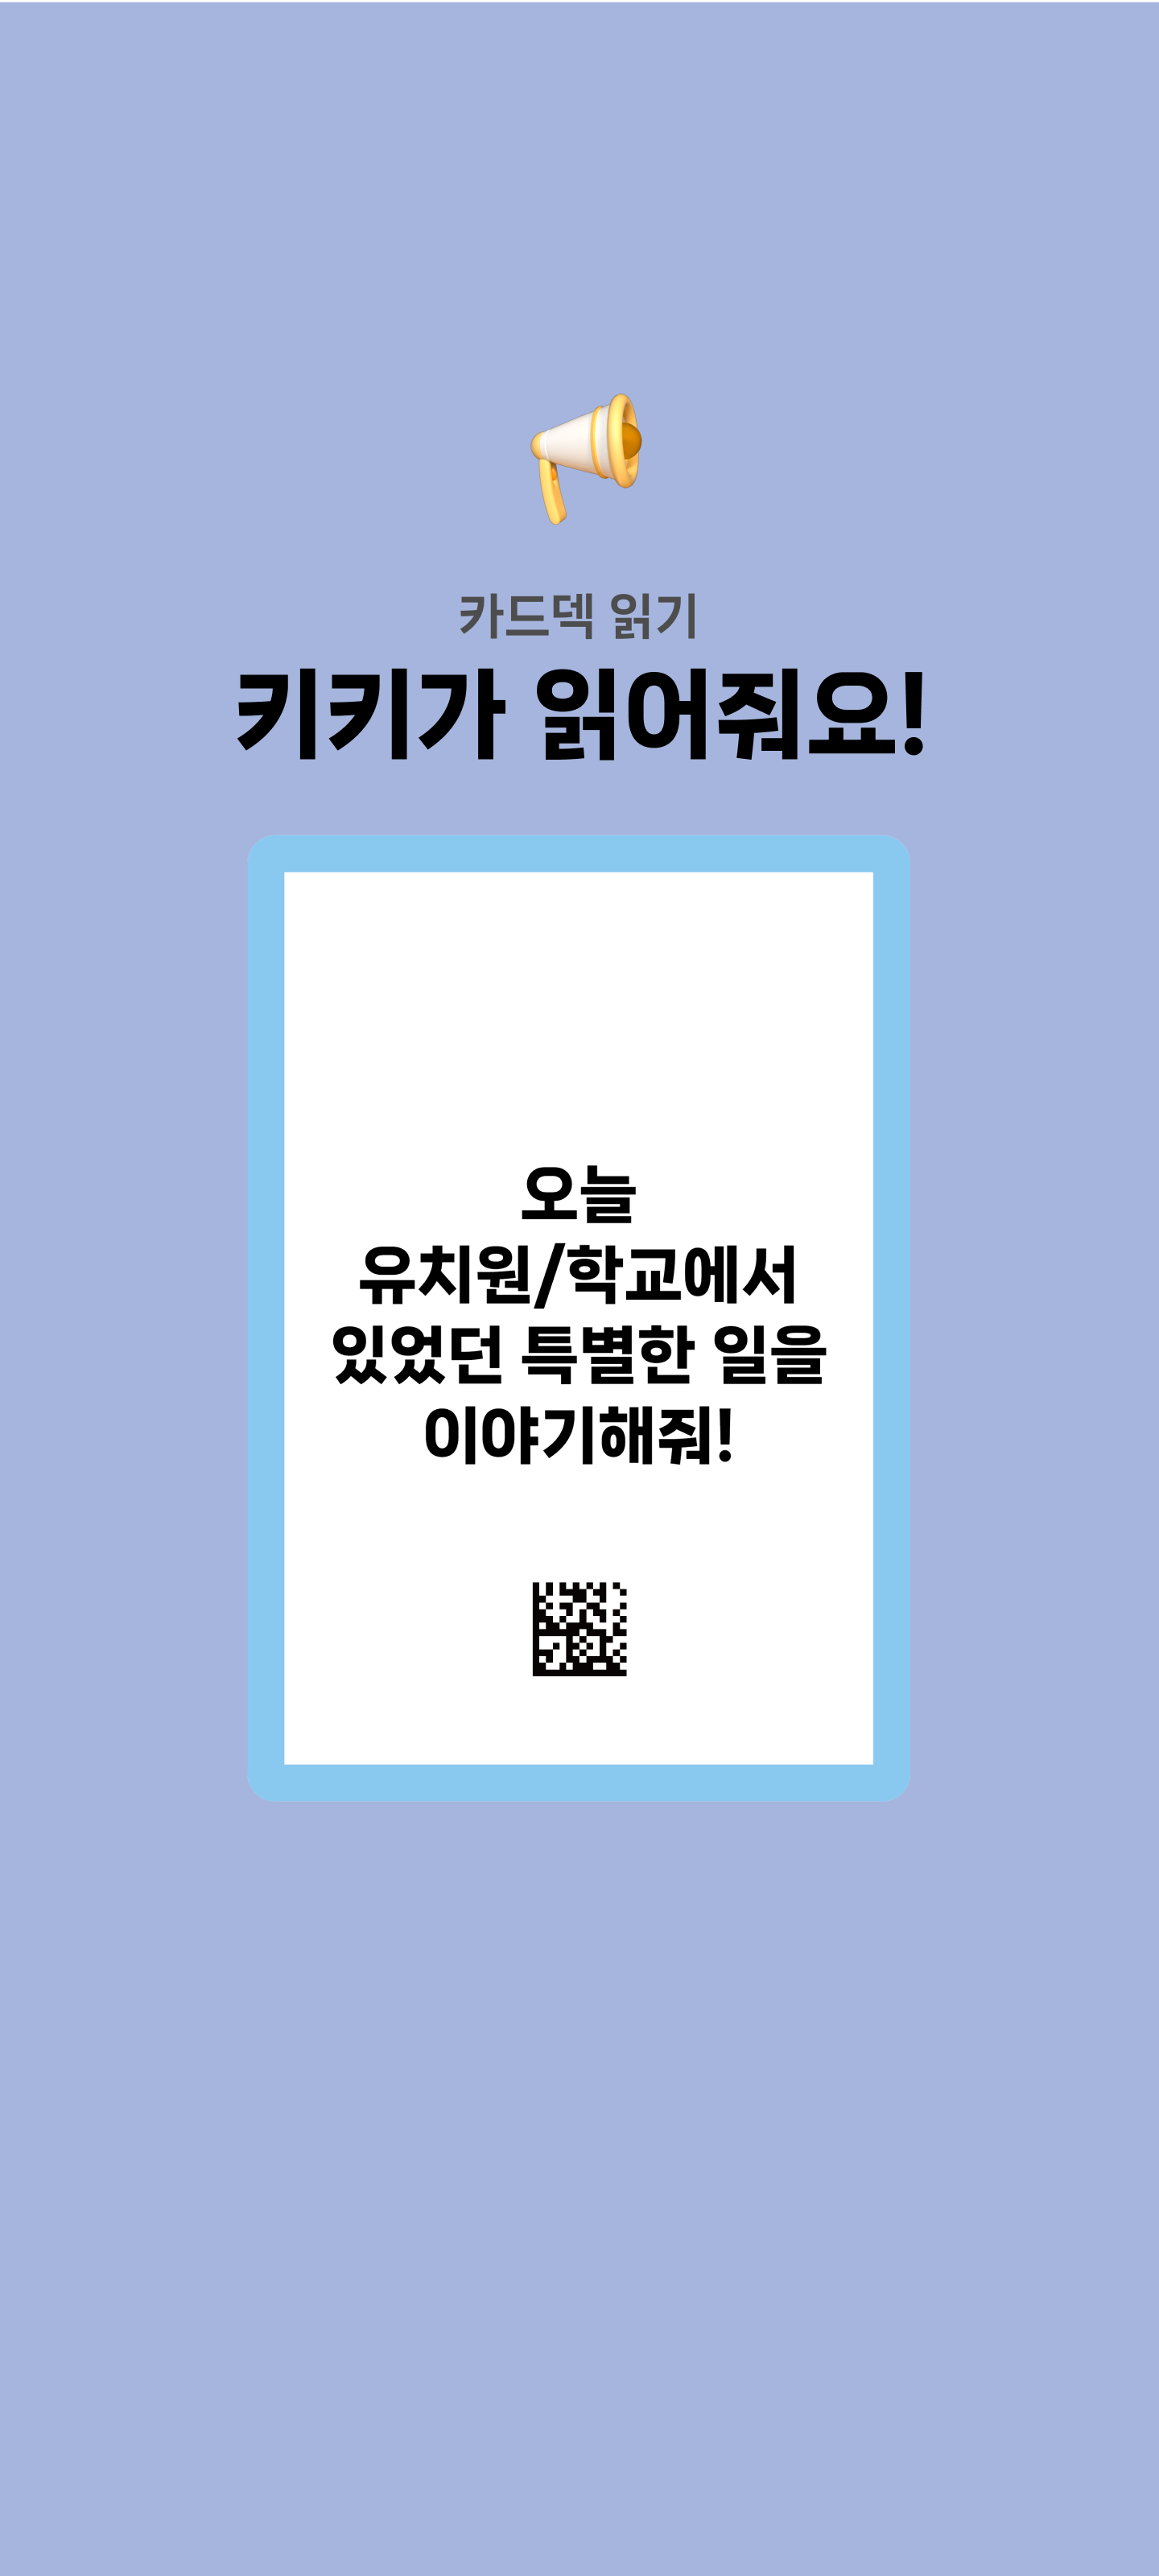 카드덱 읽기
키키가 읽어줘요!
오늘
유치원/학교에서
있었던 특별한 일을
이야기해줘!